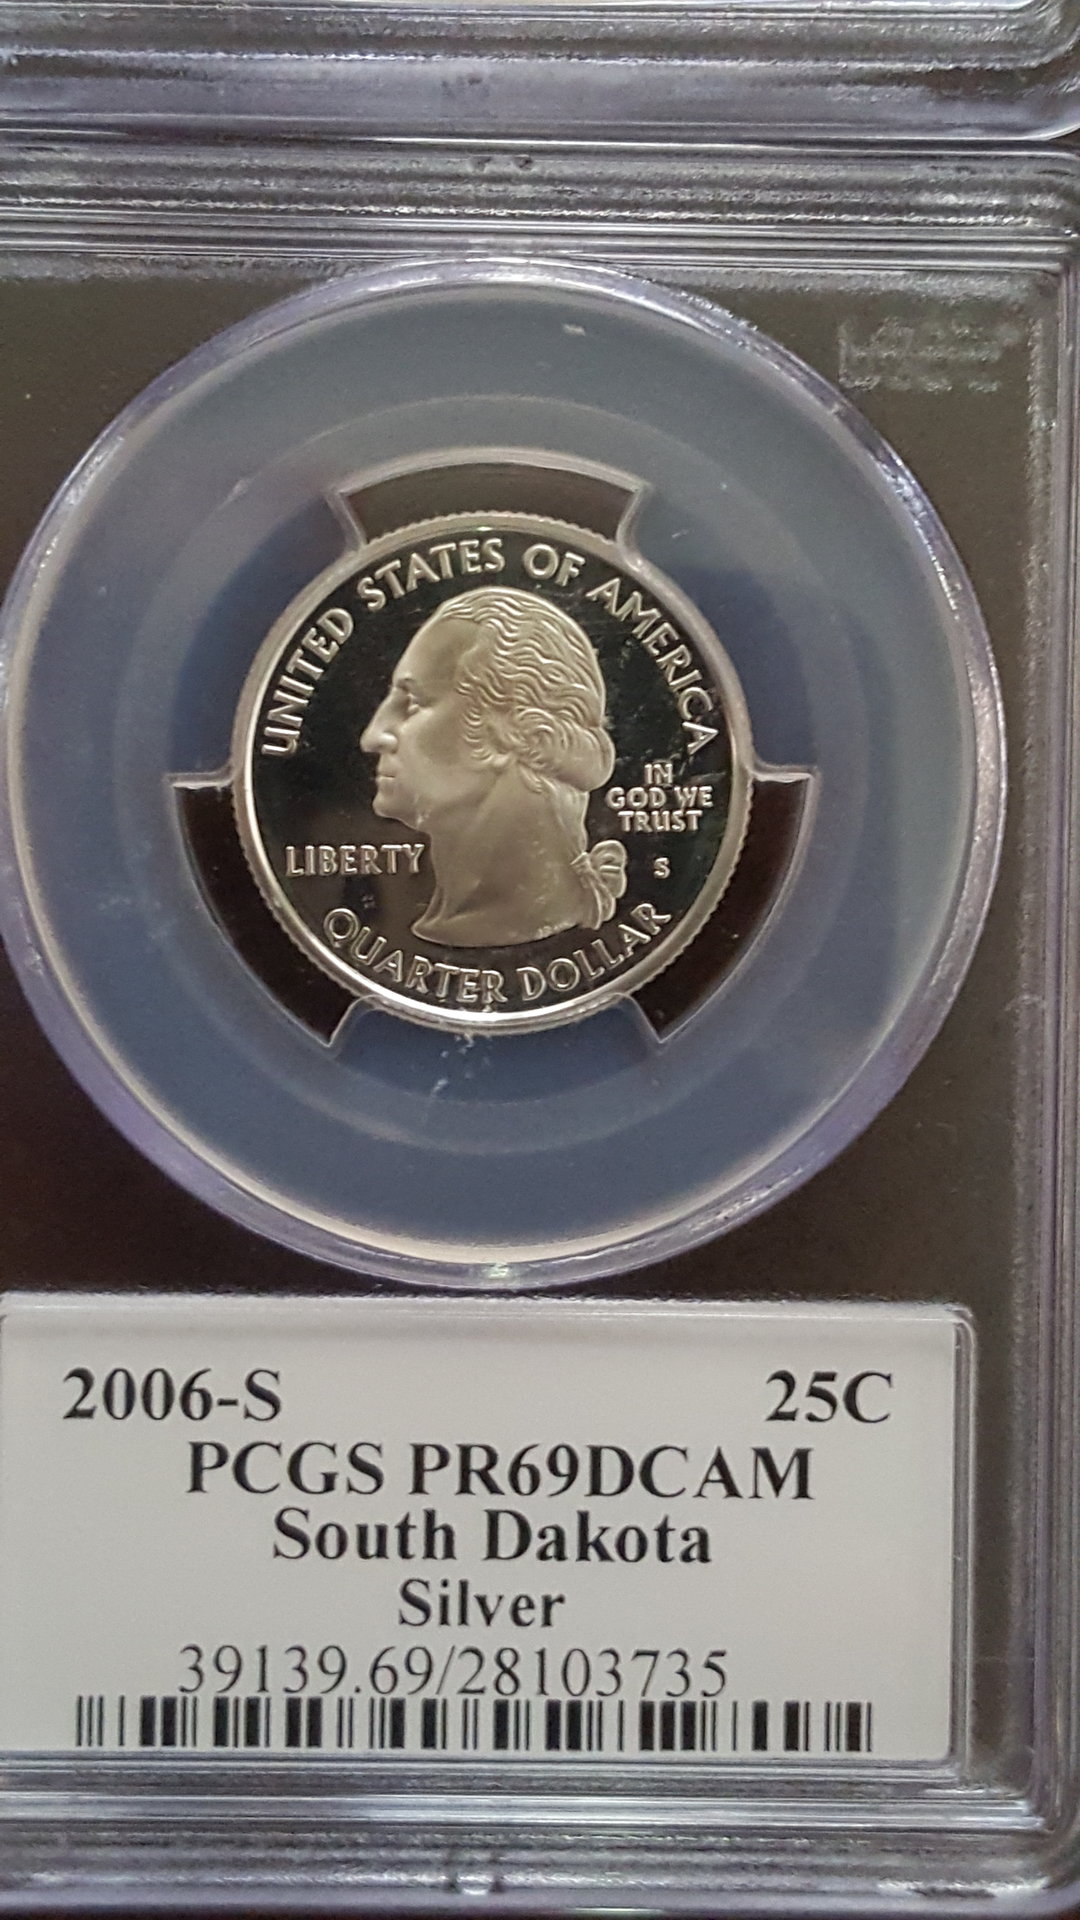 UNITED STATES OF AMERICA
IN
GOD WE
TRUST
LIBERTY
S
QUARTER DOLLAR
2006-S 25C
PCGS PR69DCAM
South Dakota
Silver
39139.69/28103735